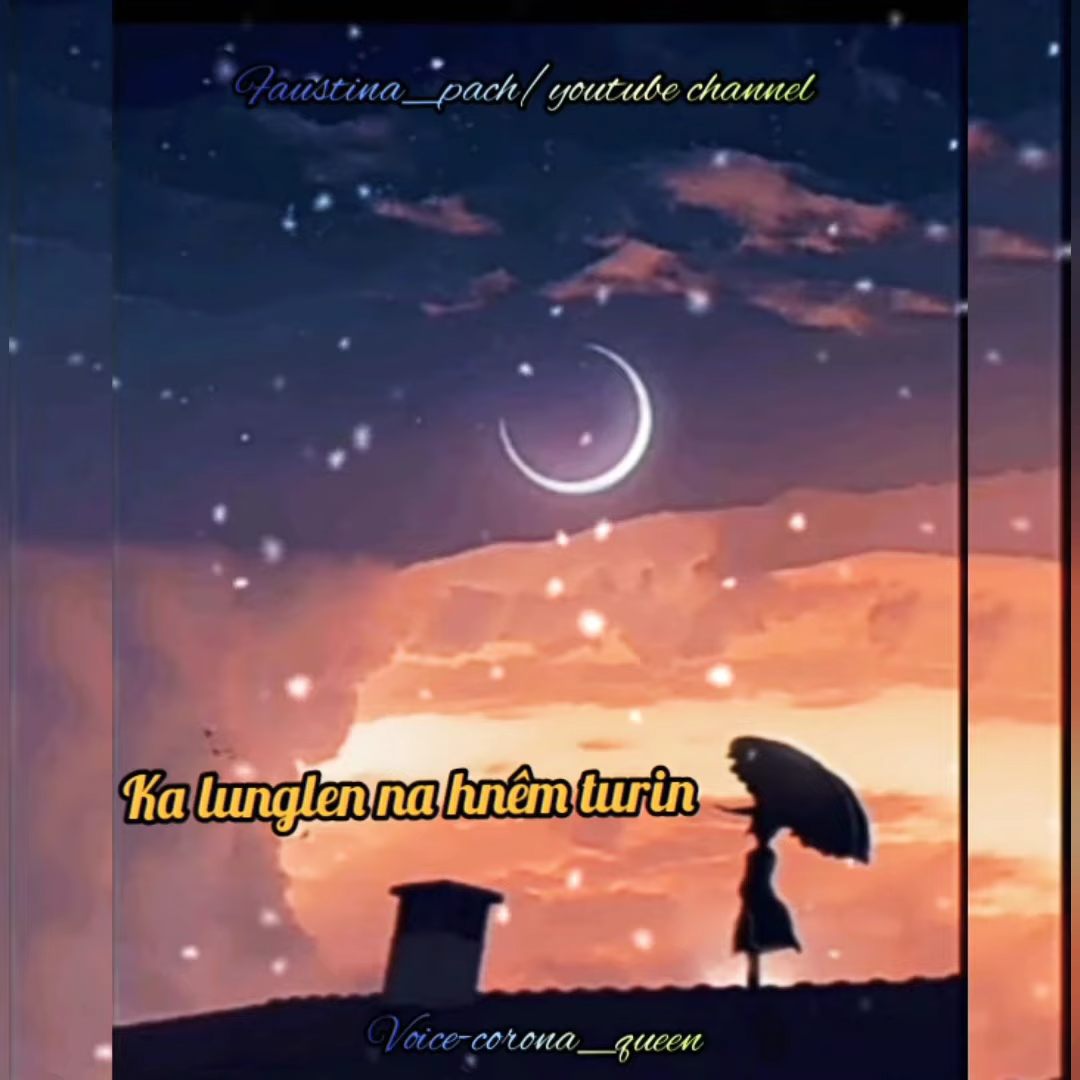 Faustina_pach/ youtube channel
Ka lunglen na hnêm turin
Voice-corona_queen